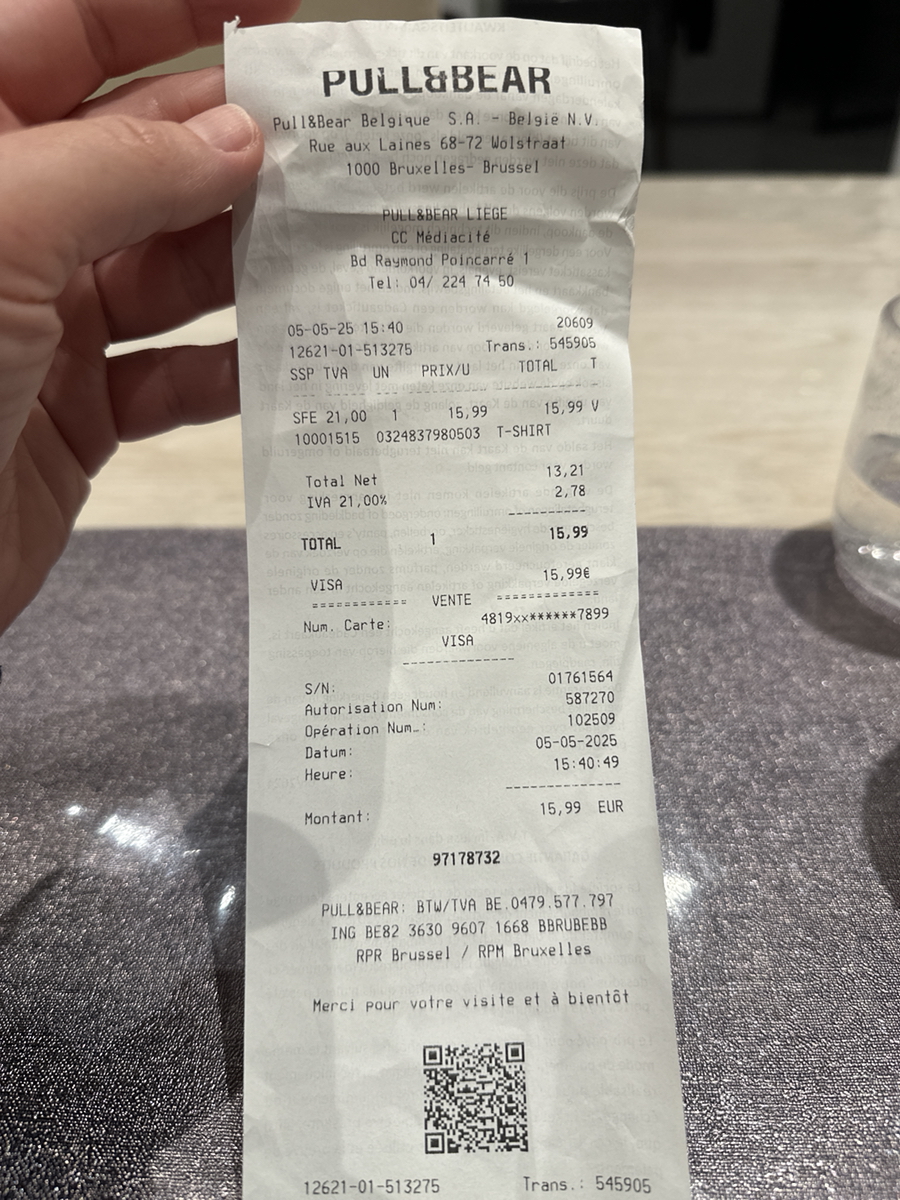 PULL&BEAR
Pull&Bear Belgique S.A. - België N.V.
Rue aux Laines 68-72 Wolstraat
1000 Bruxelles- Brussel
PULL&BEAR LIEGE
CC Médiacité
Bd Raymond Poincarré 1
Tel: 04/ 224 74 50
05-05-25 15:40 20609
12621-01-513275 Trans.: 545905
SSP TVA UN PRIX/U TOTAL T
SFE 21,00 1 15,99 15,99 V
10001515 0324837980503 T-SHIRT
Total Net 13,21
IVA 21,00% 2,78
TOTAL 1 15,99
VISA 15,99€
============ VENTE ============
Num. Carte: 4819xx******7899
VISA
S/N: 01761564
Autorisation Num: 587270
Opération Num.: 102509
Datum: 05-05-2025
Heure: 15:40:49
Montant: 15,99 EUR
97178732
PULL&BEAR: BTW/TVA BE.0479.577.797
ING BE82 3630 9607 1668 BBRUBEBB
RPR Brussel / RPM Bruxelles
Merci pour votre visite et à bientôt
12621-01-513275 Trans.: 545905